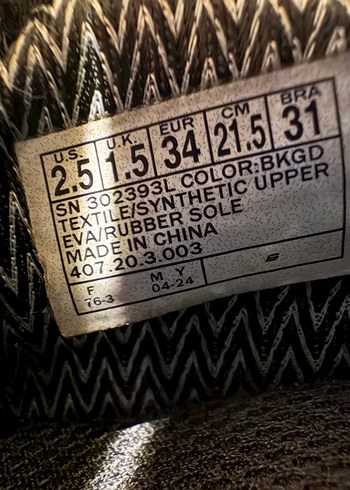 U.S. U.K. EUR CM BRA
2.5 1.5 34 21.5 31
SN 302393L COLOR:BKGD
TEXTILE/SYNTHETIC UPPER
EVA/RUBBER SOLE
MADE IN CHINA
407.20.3.003
F M Y
76-3 04-24